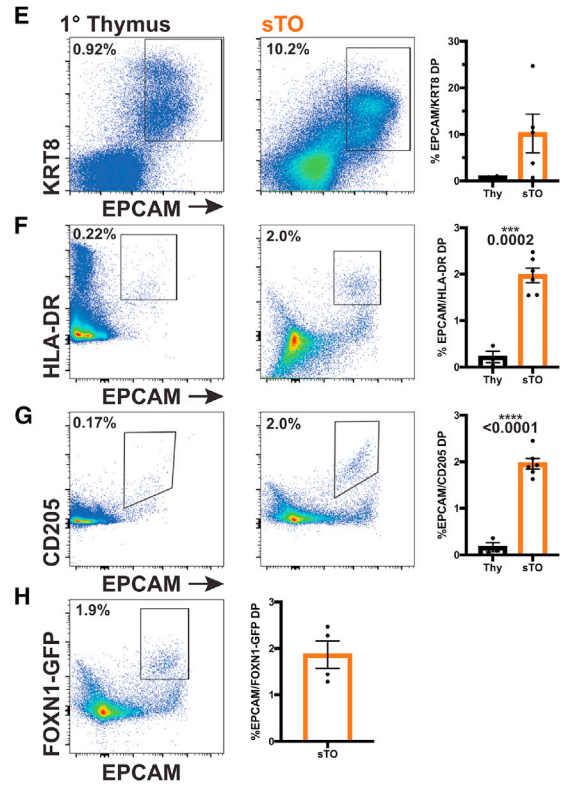 E
1° Thymus
sTO
0.92%
10.2%
KRT8
EPCAM
% EPCAM/KRT8 DP
30
20
10
0
Thy sTO
F
0.22%
2.0%
HLA-DR
EPCAM
% EPCAM/HLA-DR DP
***
0.0002
3
2
1
0
Thy sTO
G
0.17%
2.0%
CD205
EPCAM
%EPCAM/CD205 DP
****
<0.0001
3
2
1
0
Thy sTO
H
1.9%
FOXN1-GFP
EPCAM
%EPCAM/FOXN1-GFP DP
3
2
1
0
sTO